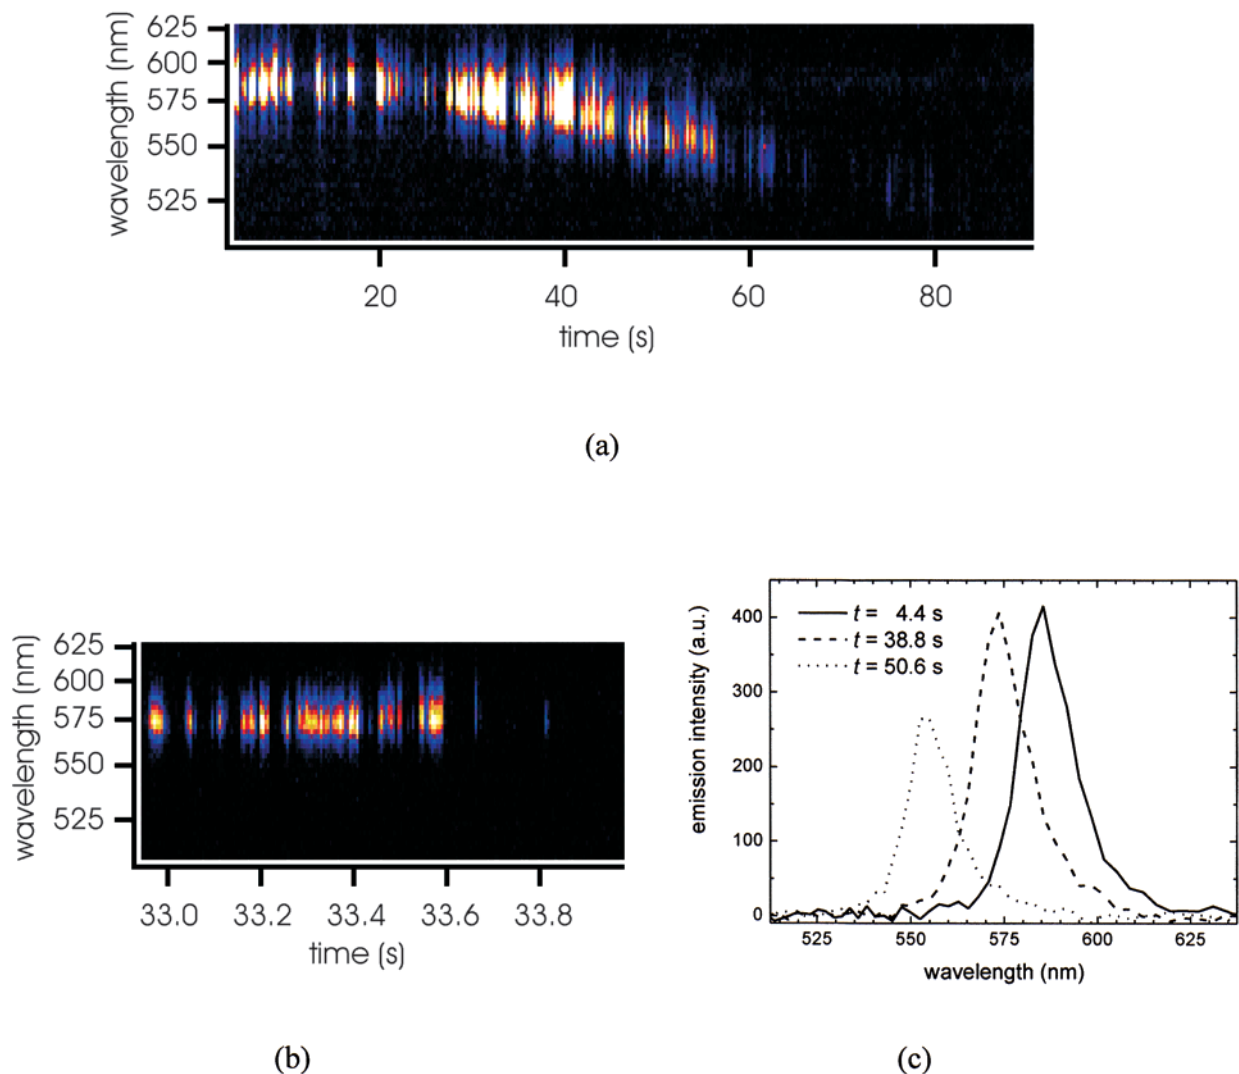 wavelength (nm)
625
600
575
550
525
20 40 60 80
time (s)
(a)
wavelength (nm)
625
600
575
550
525
33.0 33.2 33.4 33.6 33.8
time (s)
(b)
emission intensity (a.u.)
400
300
200
100
0
t = 4.4 s
t = 38.8 s
t = 50.6 s
525 550 575 600 625
wavelength (nm)
(c)